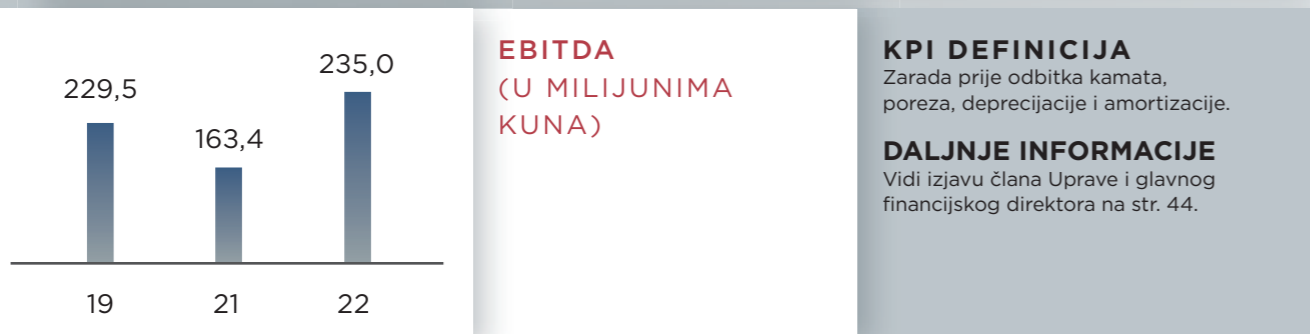 229,5
163,4
235,0
19
21
22
EBITDA
(U MILIJUNIMA
KUNA)
KPI DEFINICIJA
Zarada prije odbitka kamata,
poreza, deprecijacije i amortizacije.
DALJNJE INFORMACIJE
Vidi izjavu člana Uprave i glavnog
financijskog direktora na str. 44.